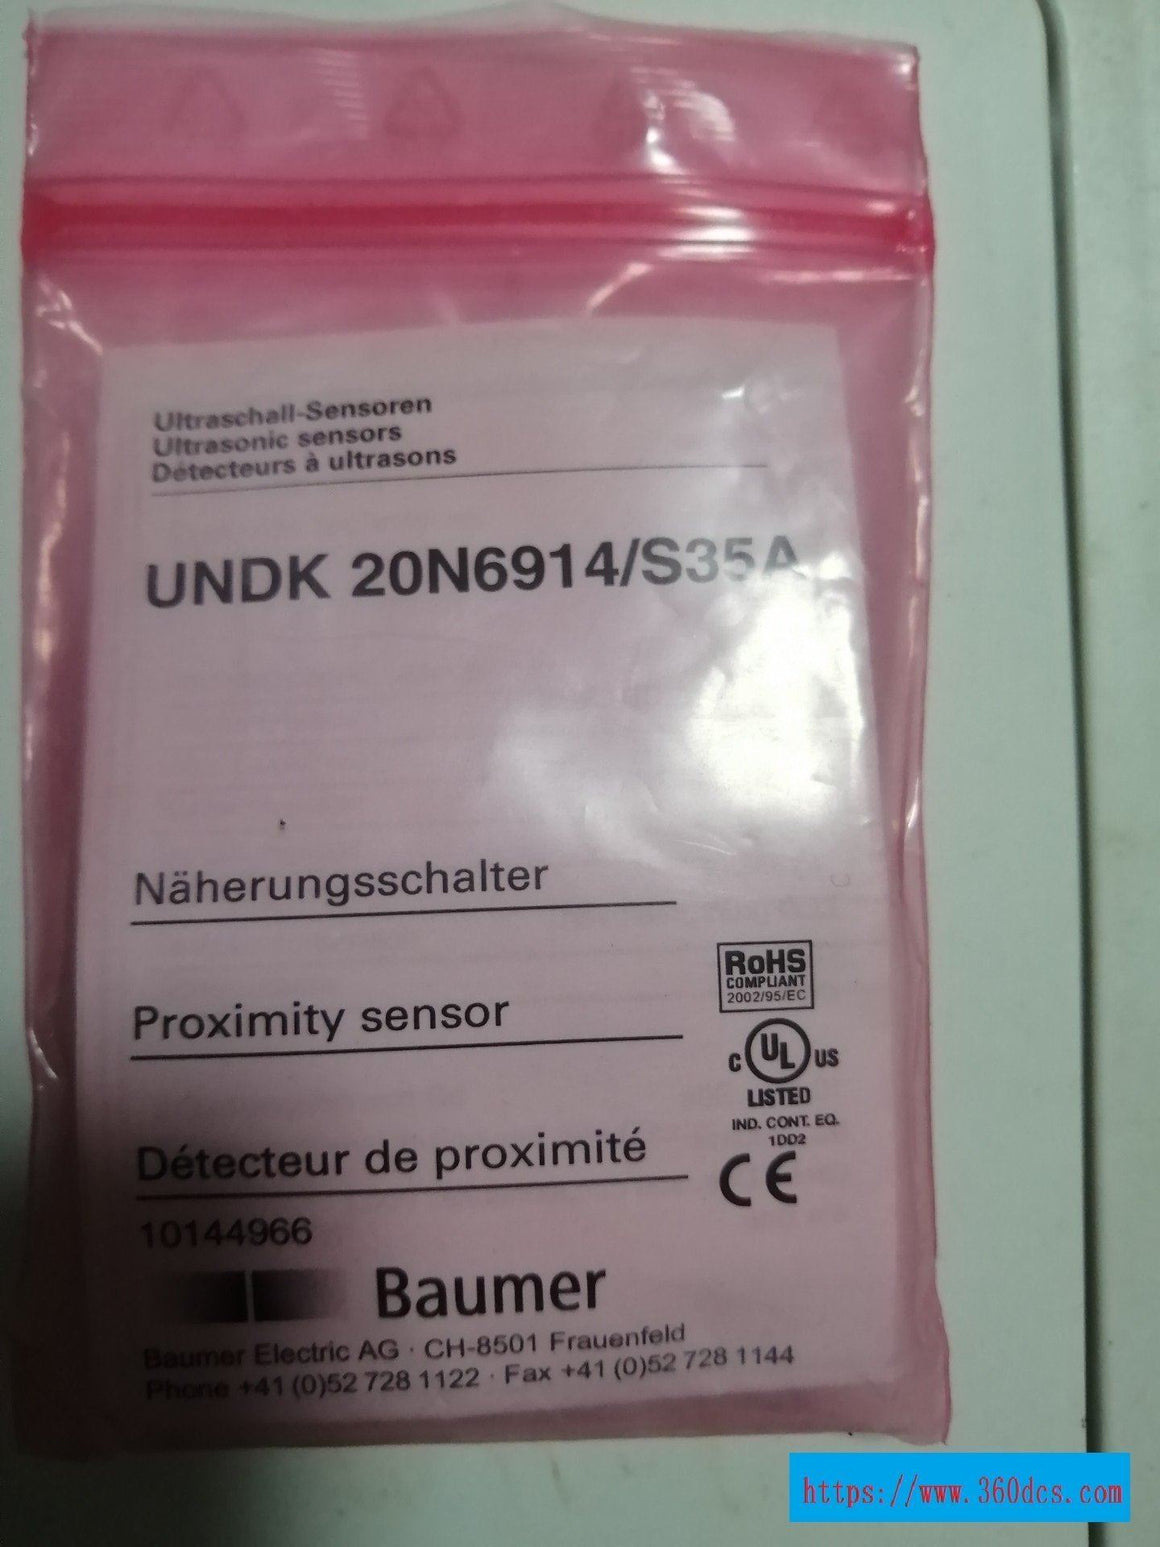 Ultraschall-Sensoren
Ultrasonic sensors
Détecteurs à ultrasons
UNDK 20N6914/S35A
Näherungsschalter
Proximity sensor
Détecteur de proximité
RoHS
COMPLIANT
2002/95/EC
C UL US
LISTED
IND. CONT. EQ.
1DD2
CE
10144966
Baumer
Baumer Electric AG · CH-8501 Frauenfeld
Phone +41 (0)52 728 1122 · Fax +41 (0)52 728 1144
https://www.360dcs.com